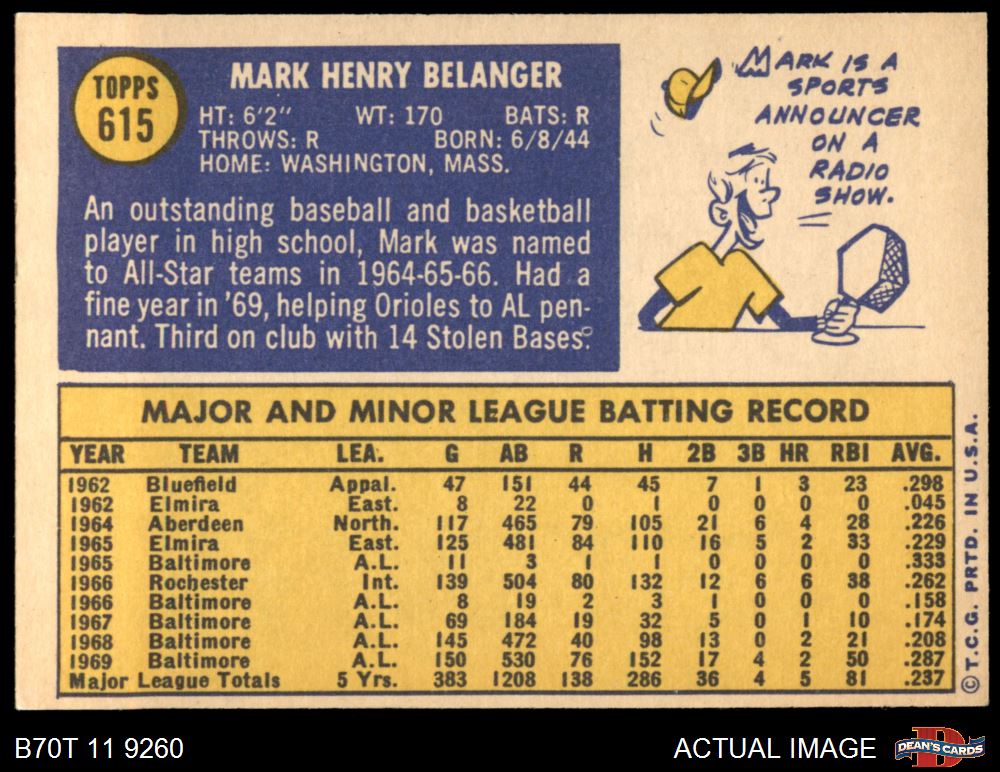 TOPPS
615
MARK HENRY BELANGER
HT: 6'2" WT: 170 BATS: R
THROWS: R BORN: 6/8/44
HOME: WASHINGTON, MASS.
An outstanding baseball and basketball
player in high school, Mark was named
to All-Star teams in 1964-65-66. Had a
fine year in '69, helping Orioles to AL pen-
nant. Third on club with 14 Stolen Bases.
MARK IS A
SPORTS
ANNOUNCER
ON A
RADIO
SHOW.
MAJOR AND MINOR LEAGUE BATTING RECORD
YEAR TEAM LEA. G AB R H 2B 3B HR RBI AVG.
1962 Bluefield Appal. 47 151 44 45 7 1 3 23 .298
1962 Elmira East. 8 22 0 1 0 0 0 0 .045
1964 Aberdeen North. 117 465 79 105 21 6 4 28 .226
1965 Elmira East. 125 481 84 110 16 5 2 33 .229
1965 Baltimore A.L. 11 3 1 1 0 0 0 0 .333
1966 Rochester Int. 139 504 80 132 12 6 6 38 .262
1966 Baltimore A.L. 8 19 2 3 1 0 0 0 .158
1967 Baltimore A.L. 69 184 19 32 5 0 1 10 .174
1968 Baltimore A.L. 145 472 40 98 13 0 2 21 .208
1969 Baltimore A.L. 150 530 76 152 17 4 2 50 .287
Major League Totals 5 Yrs. 383 1208 138 286 36 4 5 81 .237
© T.C.G. PRTD. IN U.S.A.
B70T 11 9260
ACTUAL IMAGE
D
DEAN'S CARDS